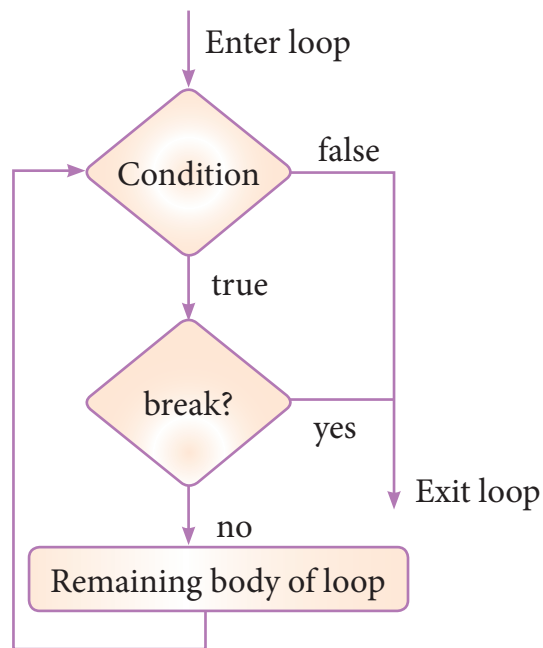 Enter loop
false
Condition
true
break?
yes
Exit loop
no
Remaining body of loop